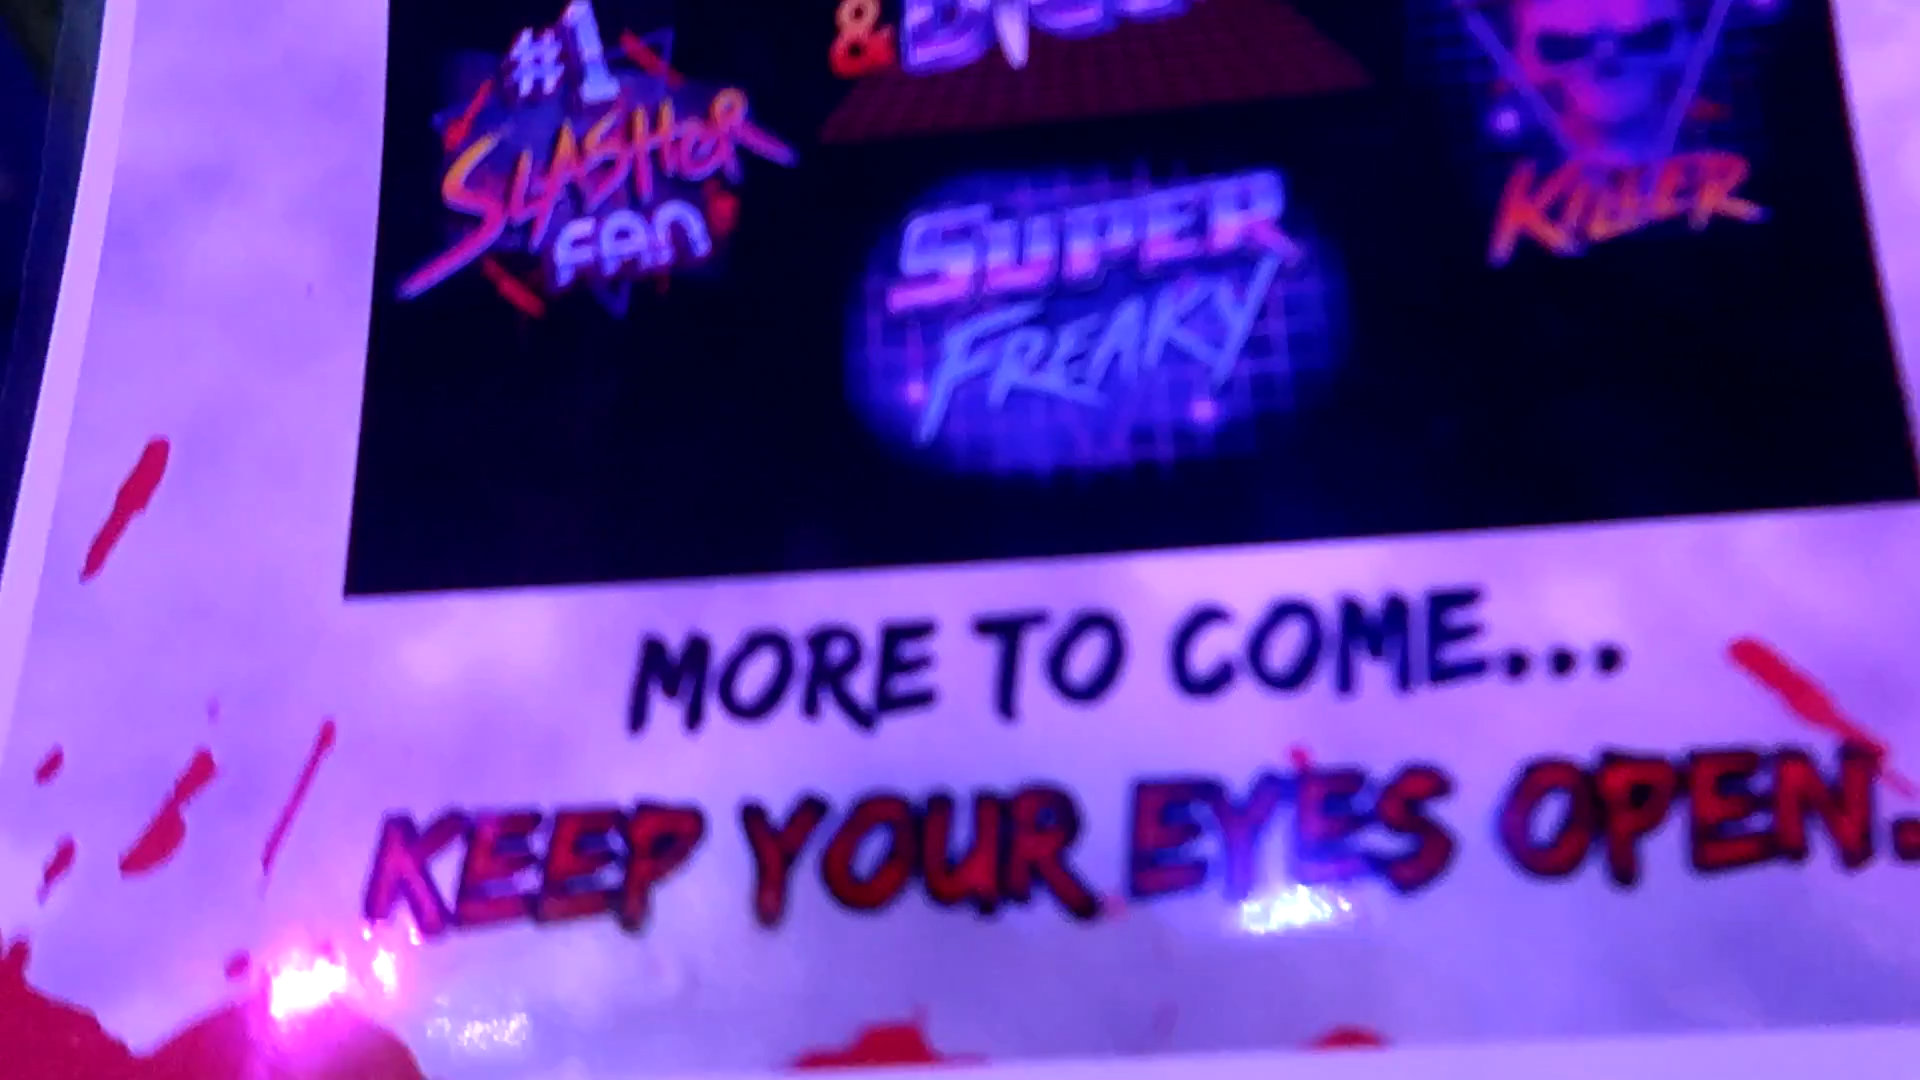 #1
SLASHER
FAN
&
SUPER
FREAKY
KILLER
MORE TO COME...
KEEP YOUR EYES OPEN.